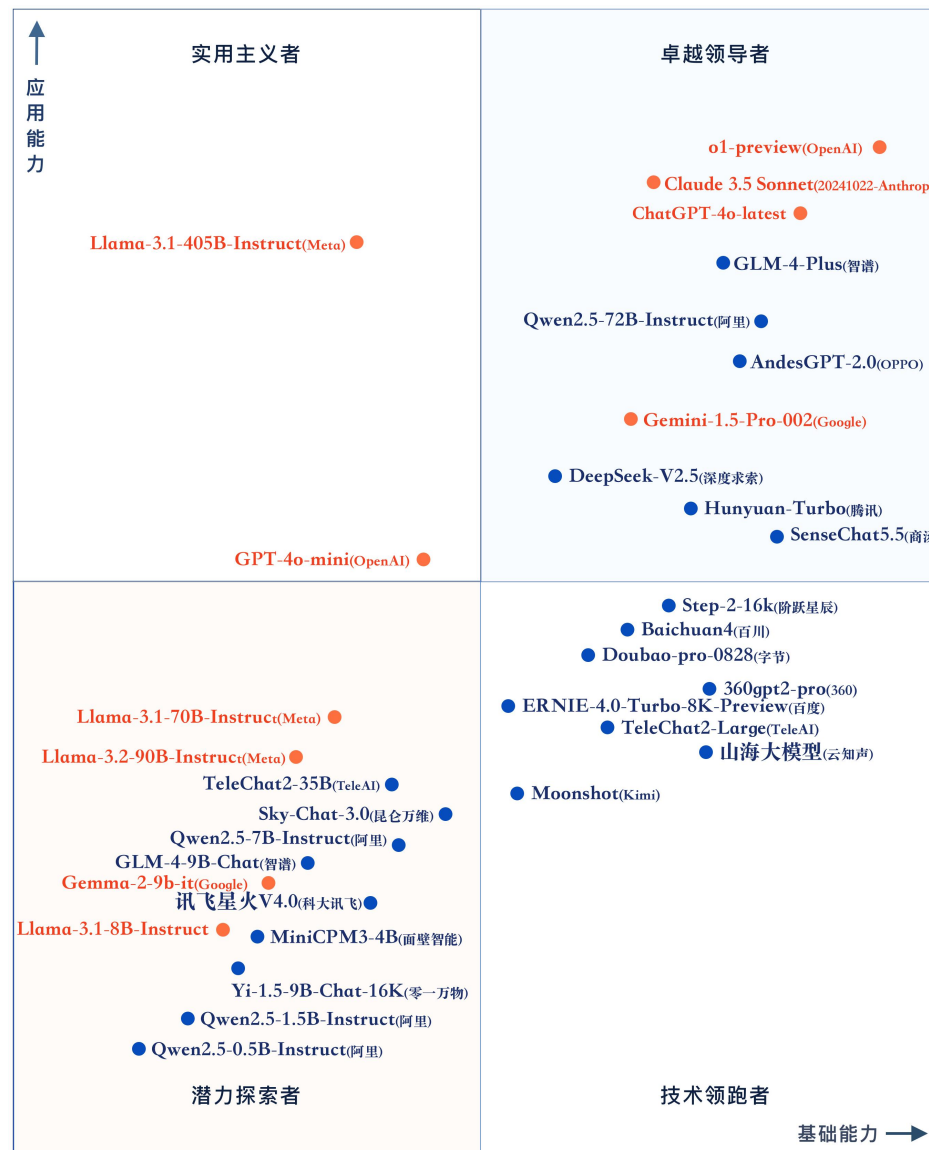 实用主义者
卓越领导者
应用能力
o1-preview(OpenAI)
Claude 3.5 Sonnet(20241022-Anthrop
ChatGPT-4o-latest
Llama-3.1-405B-Instruct(Meta)
GLM-4-Plus(智谱)
Qwen2.5-72B-Instruct(阿里)
AndesGPT-2.0(OPPO)
Gemini-1.5-Pro-002(Google)
DeepSeek-V2.5(深度求索)
Hunyuan-Turbo(腾讯)
SenseChat5.5(商
GPT-4o-mini(OpenAI)
Step-2-16k(阶跃星辰)
Baichuan4(百川)
Doubao-pro-0828(字节)
360gpt2-pro(360)
ERNIE-4.0-Turbo-8K-Preview(百度)
Llama-3.1-70B-Instruct(Meta)
TeleChat2-Large(TeleAI)
山海大模型(云知声)
Llama-3.2-90B-Instruct(Meta)
TeleChat2-35B(TeleAI)
Moonshot(Kimi)
Sky-Chat-3.0(昆仑万维)
Qwen2.5-7B-Instruct(阿里)
GLM-4-9B-Chat(智谱)
Gemma-2-9b-it(Google)
讯飞星火V4.0(科大讯飞)
Llama-3.1-8B-Instruct
MiniCPM3-4B(面壁智能)
Yi-1.5-9B-Chat-16K(零一万物)
Qwen2.5-1.5B-Instruct(阿里)
Qwen2.5-0.5B-Instruct(阿里)
潜力探索者
技术领跑者
基础能力